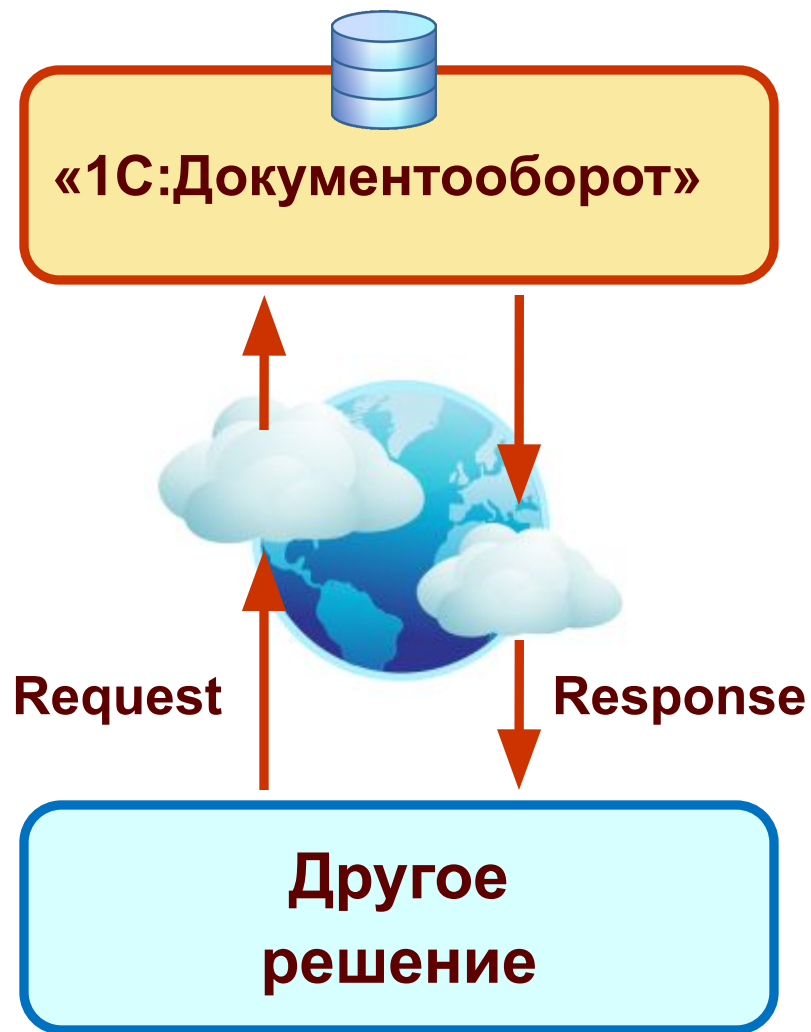 «1С:Документооборот»
Request
Response
Другое
решение